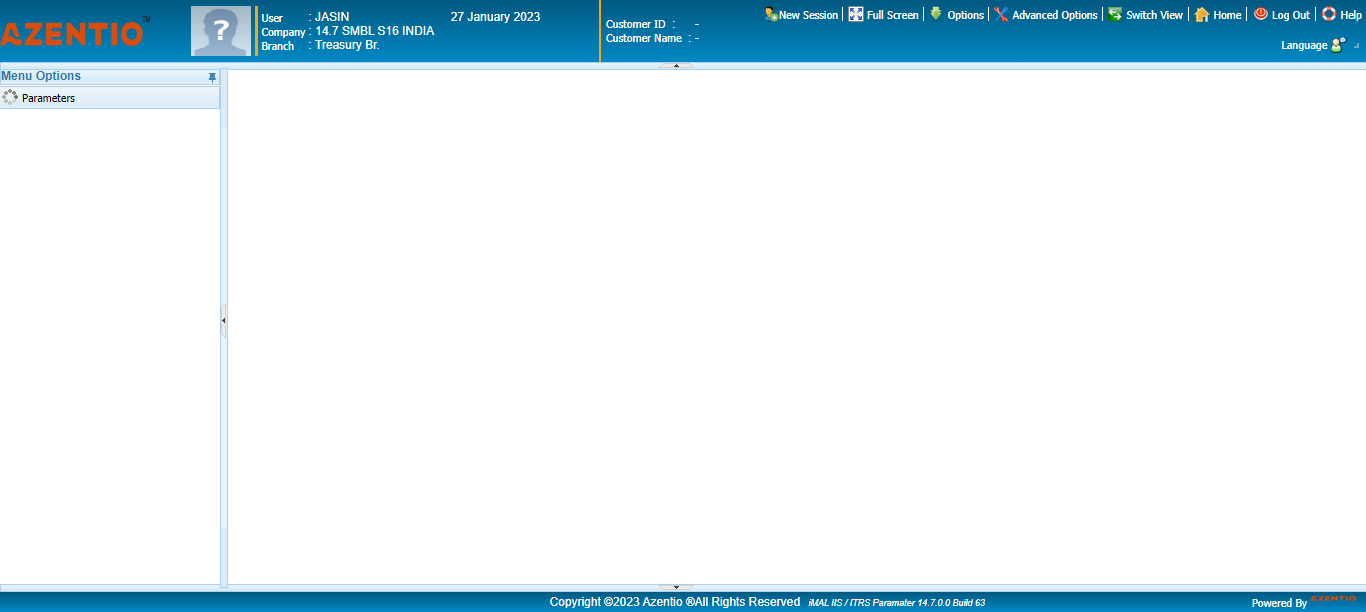 AZENTIO™
?
User : JASIN 27 January 2023
Company : 14.7 SMBL S16 INDIA
Branch : Treasury Br.
Customer ID : -
Customer Name : -
New Session Full Screen Options Advanced Options Switch View Home Log Out Help
Language
Menu Options
Parameters
Copyright ©2023 Azentio ®All Rights Reserved iMAL IIS / ITRS Paramater 14.7.0.0 Build 63
Powered By AZENTIO